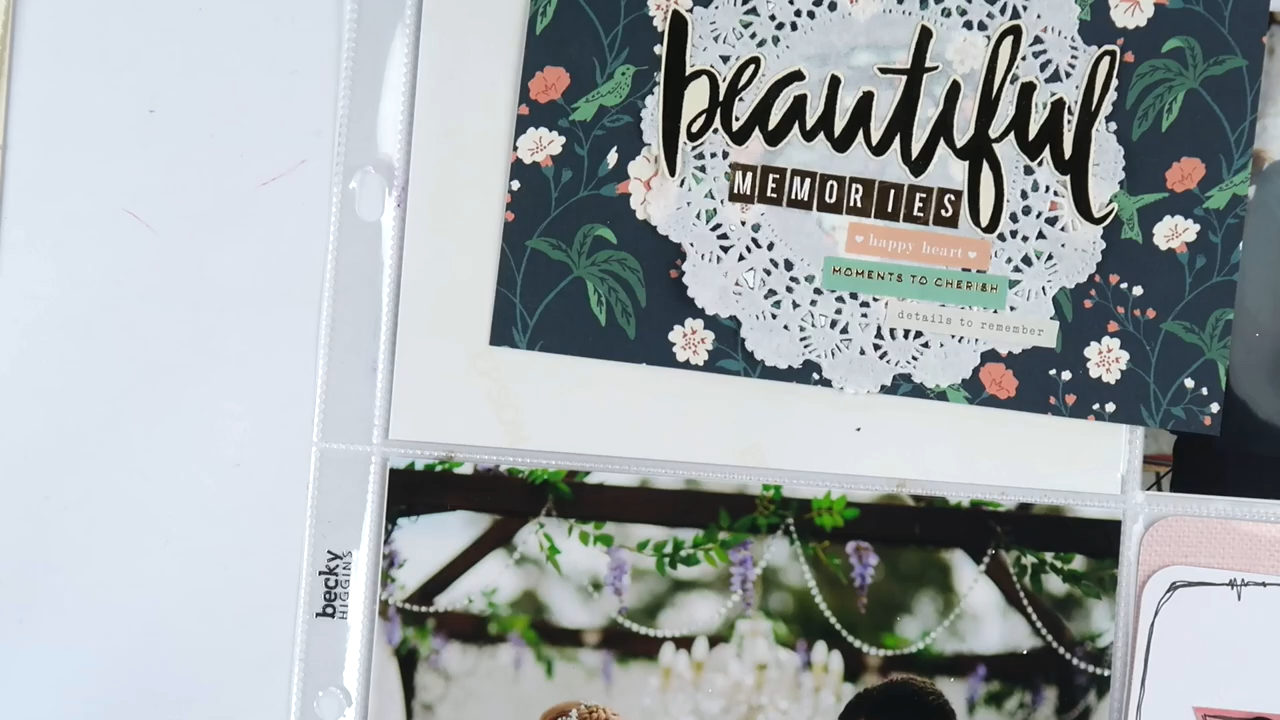 beautiful
MEMORIES
happy heart
MOMENTS TO CHERISH
details to remember
becky
HIGGINS